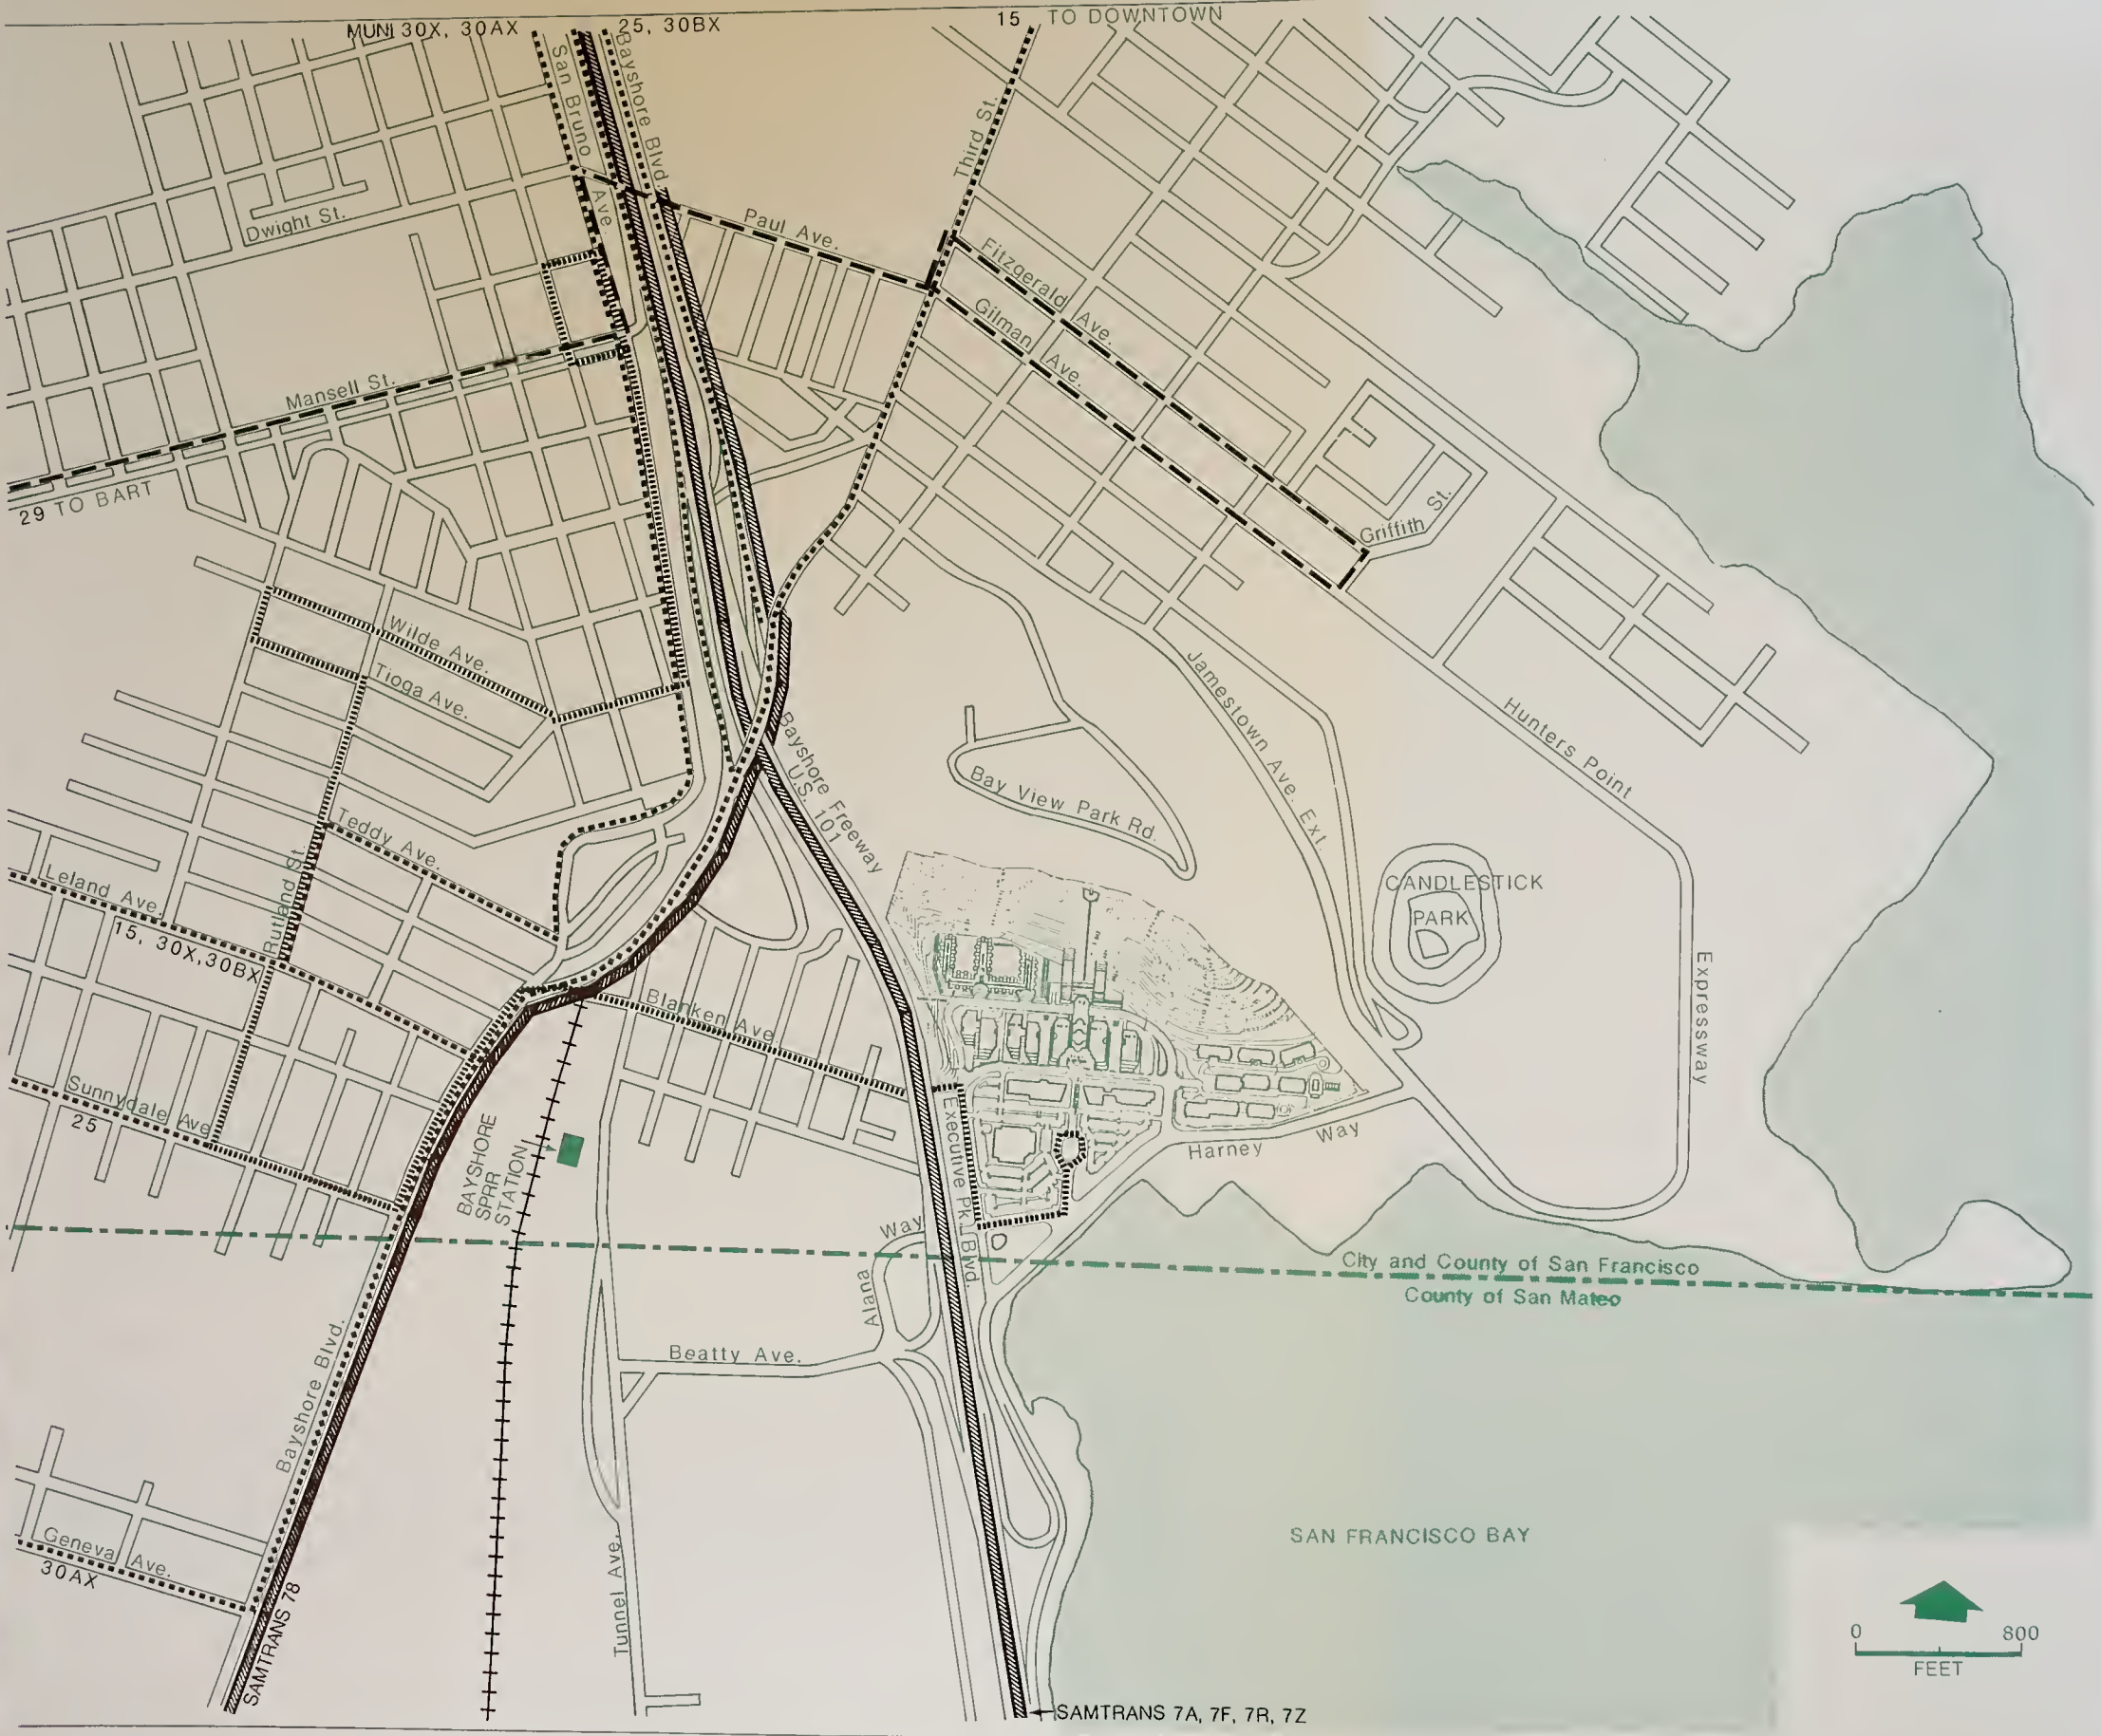 MUNI 30X, 30AX
25, 30BX
15 TO DOWNTOWN
San Bruno Ave.
Bayshore Blvd.
Third St.
Dwight St.
Paul Ave.
Fitzgerald Ave.
Gilman Ave.
Mansell St.
29 TO BART
Griffith St.
Wilde Ave.
Tioga Ave.
Jamestown Ave. Ext.
Hunters Point Expressway
Bayshore Freeway
U.S. 101
Bay View Park Rd.
Teddy Ave.
Leland Ave.
15, 30X, 30BX
Rutland St.
CANDLESTICK
PARK
Blanken Ave.
Sunnydale Ave.
25
BAYSHORE
SPRR
STATION
Executive Pk. Blvd.
Harney Way
Alana Way
City and County of San Francisco
County of San Mateo
Beatty Ave.
Bayshore Blvd.
SAN FRANCISCO BAY
Geneva Ave.
30AX
Tunnel Ave.
SAMTRANS 78
0 800
FEET
SAMTRANS 7A, 7F, 7R, 7Z